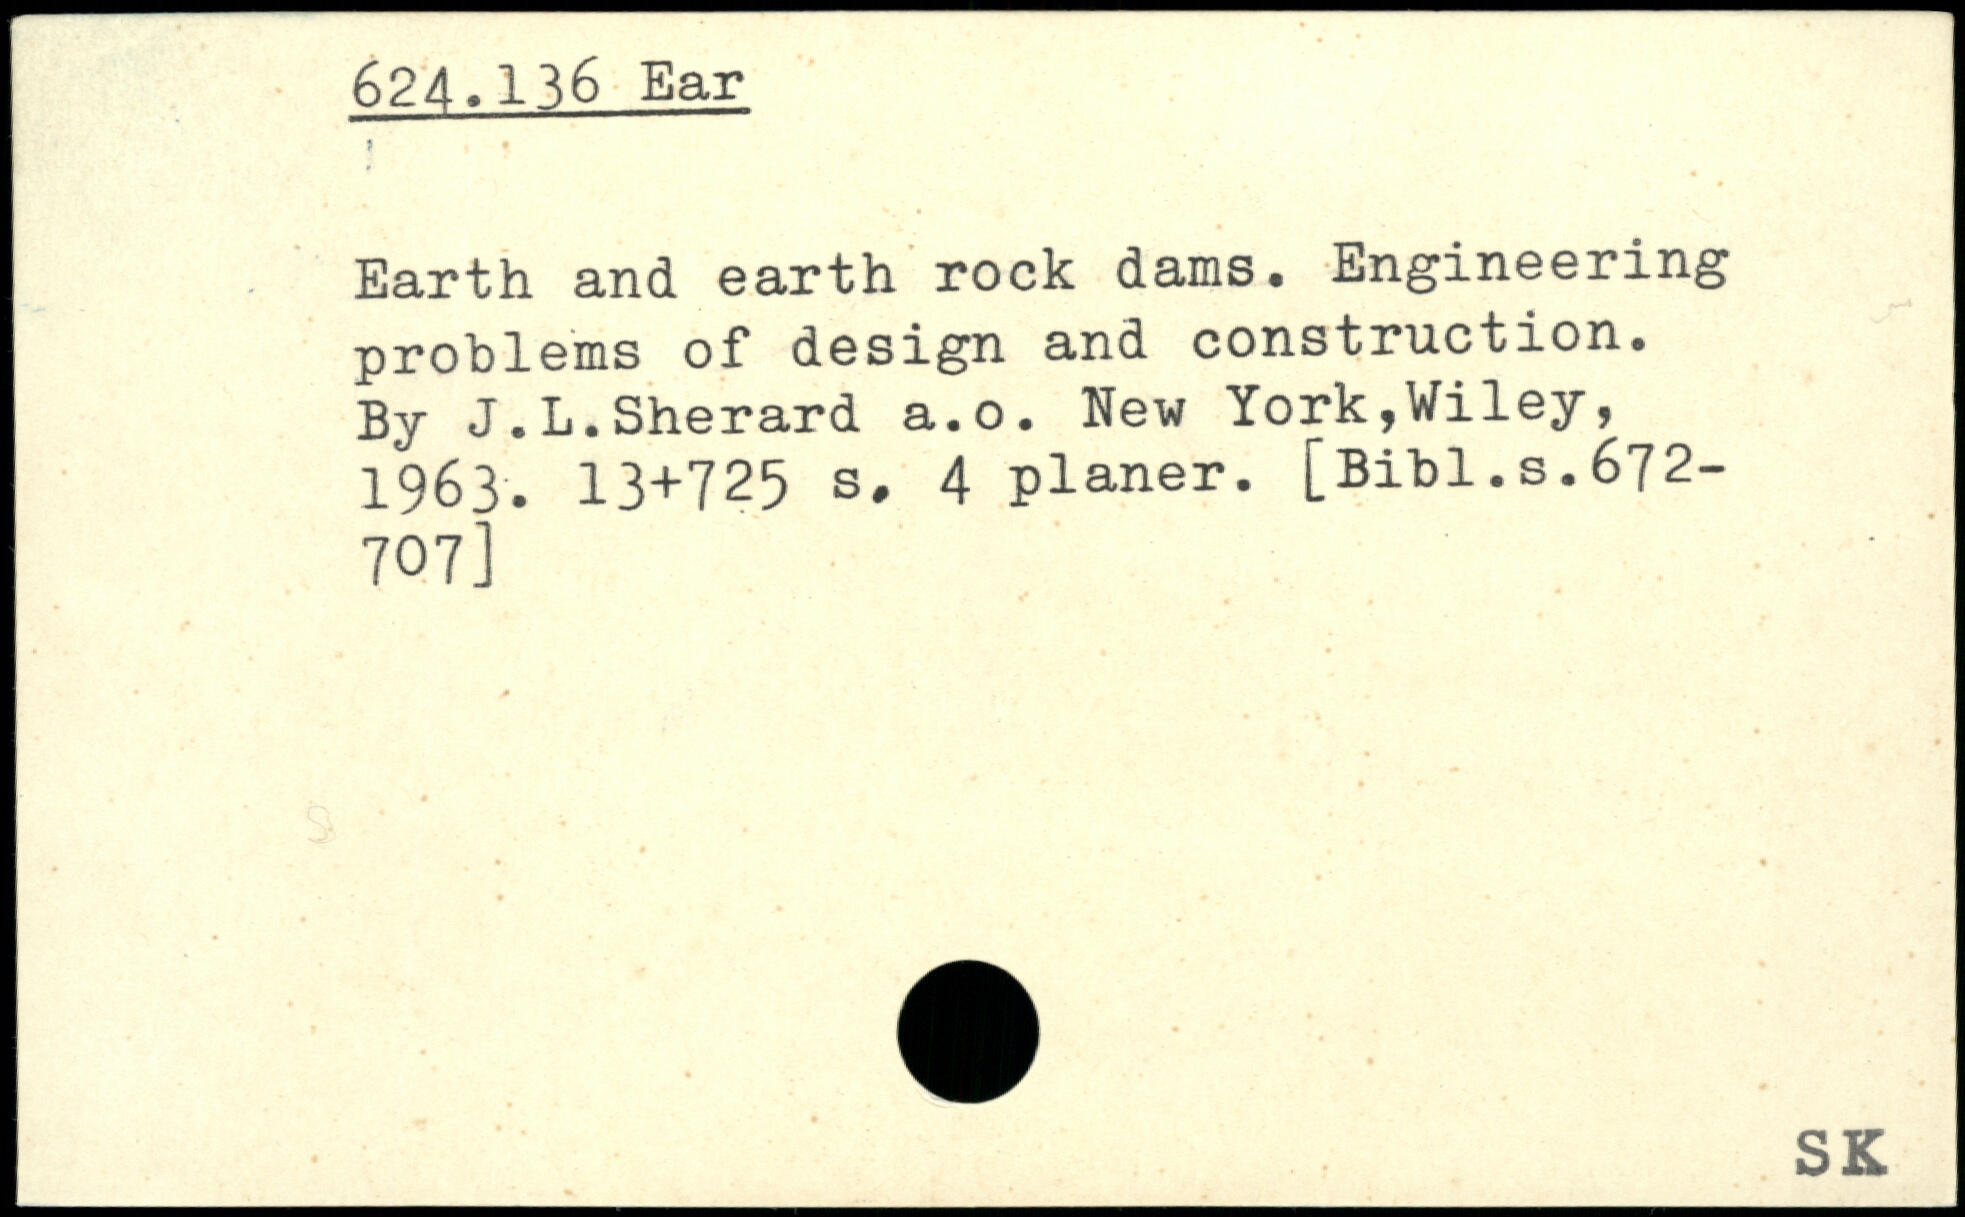 624.136 Ear
Earth and earth rock dams. Engineering
problems of design and construction.
By J.L.Sherard a.o. New York,Wiley,
1963. 13+725 s. 4 planer. [Bibl.s.672-
707]
S
SK